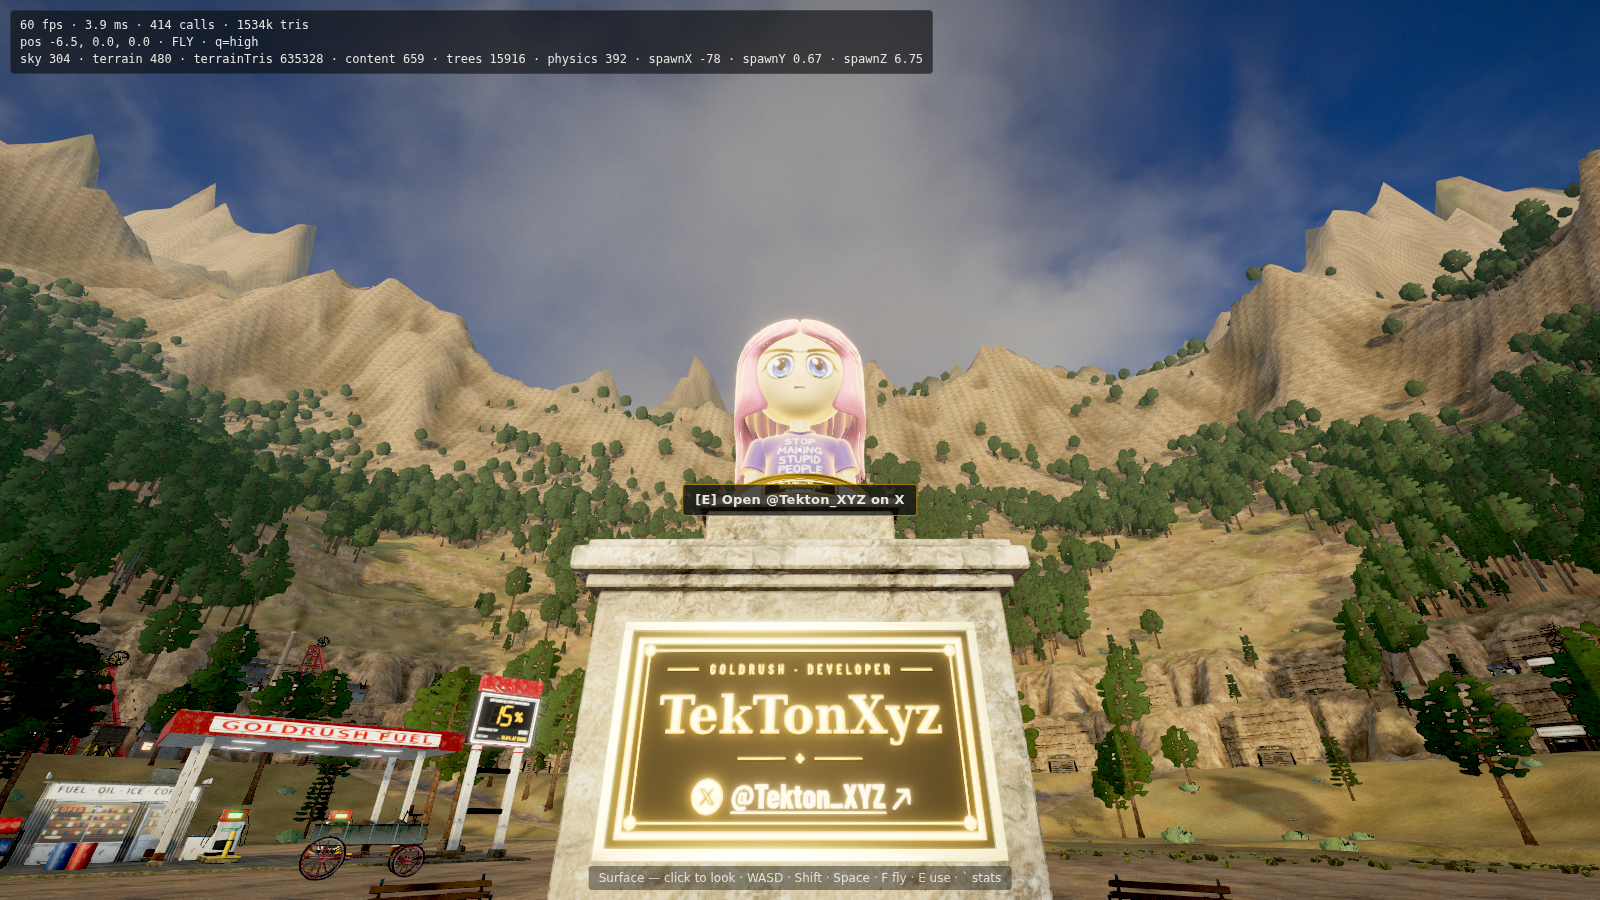 60 fps · 3.9 ms · 414 calls · 1534k tris
pos -6.5, 0.0, 0.0 · FLY · q=high
sky 304 · terrain 480 · terrainTris 635328 · content 659 · trees 15916 · physics 392 · spawnX -78 · spawnY 0.67 · spawnZ 6.75
STOP
MAKING
STUPID
PEOPLE
[E] Open @Tekton_XYZ on X
GOLDRUSH · DEVELOPER
TekTonXyz
X @Tekton_XYZ ↗
GOLDRUSH FUEL
15%
FUEL · OIL · ICE
OPEN
Surface — click to look · WASD · Shift · Space · F fly · E use · ` stats